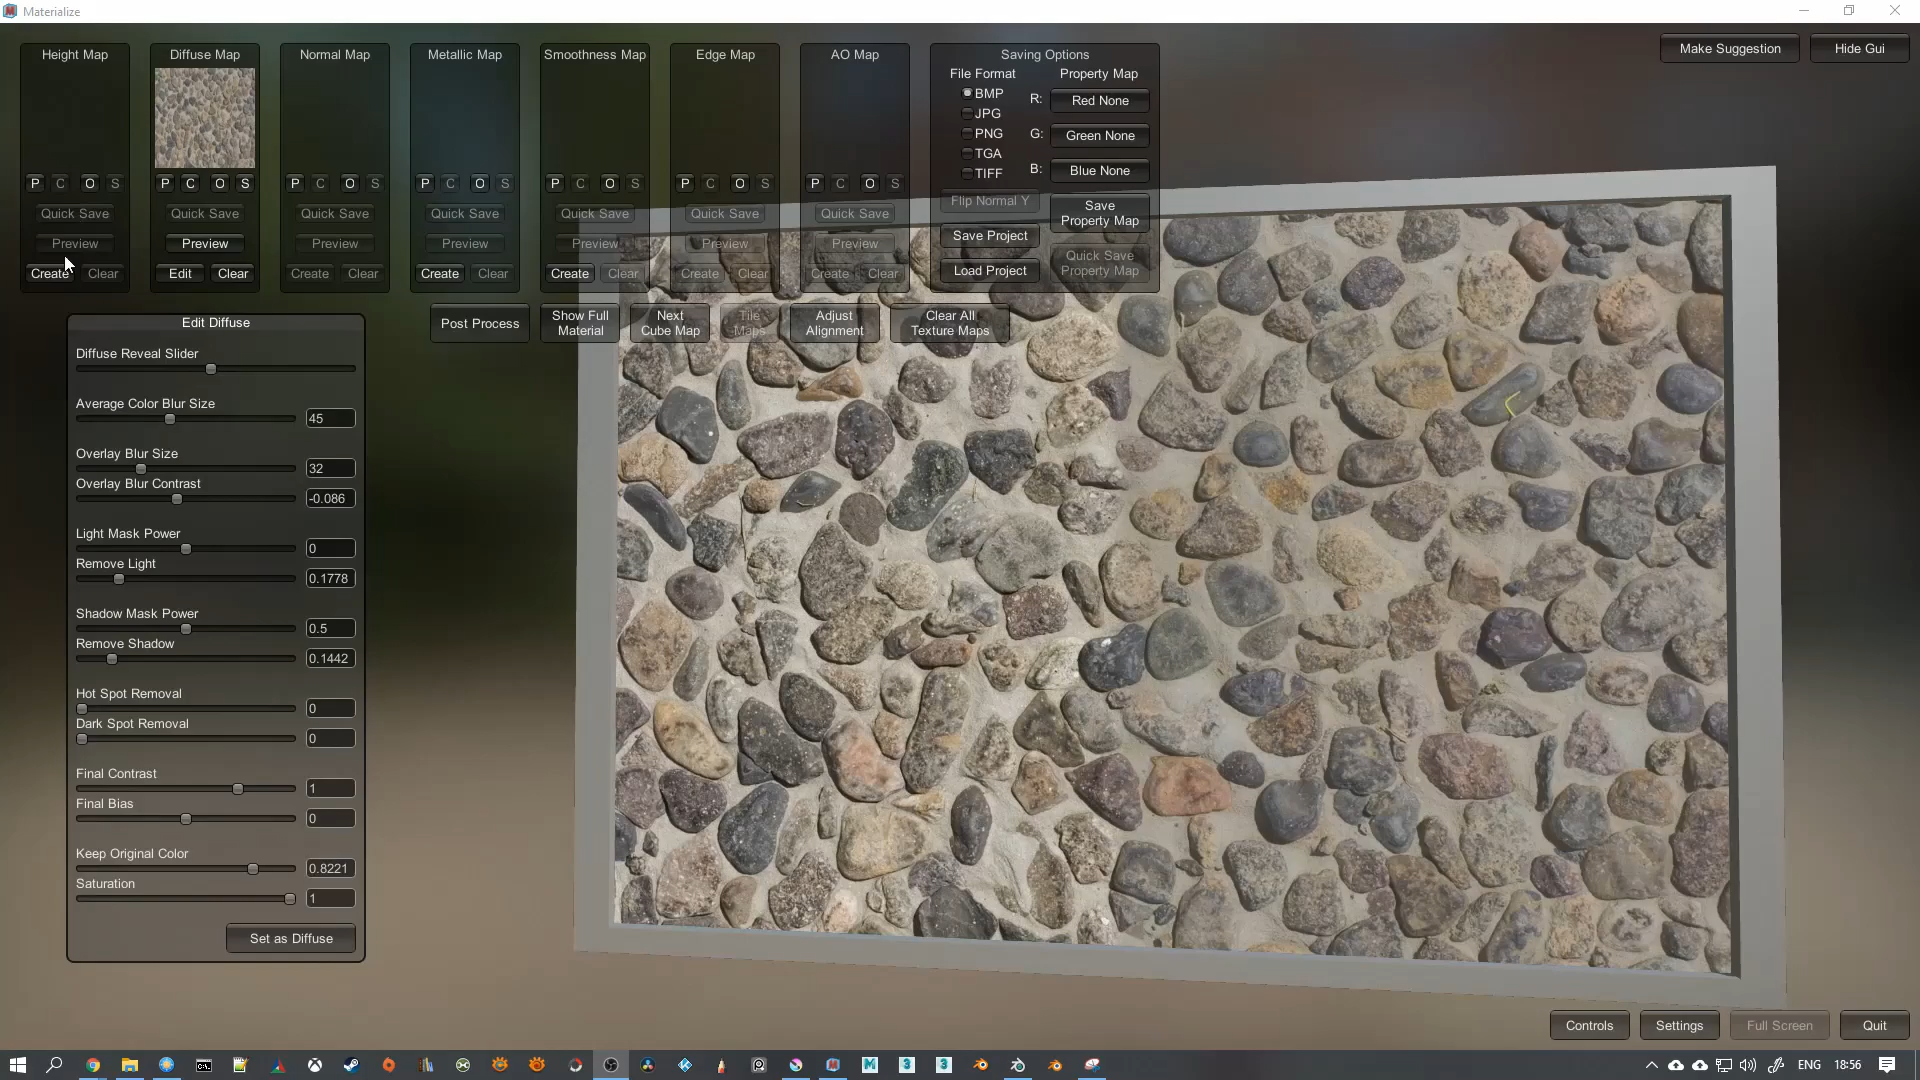 Materialize
Height Map
Diffuse Map
Normal Map
Metallic Map
Smoothness Map
Edge Map
AO Map
Saving Options
Make Suggestion
Hide Gui
File Format
Property Map
BMP
R:
Red None
JPG
PNG
G:
Green None
TGA
B:
Blue None
TIFF
P C O S
P C O S
P C O S
P C O S
P C O S
P C O S
P C O S
Flip Normal Y
Save
Property Map
Quick Save
Quick Save
Quick Save
Quick Save
Quick Save
Quick Save
Quick Save
Save Project
Preview
Preview
Preview
Preview
Preview
Preview
Preview
Quick Save
Property Map
Create Clear
Edit Clear
Create Clear
Create Clear
Create Clear
Create Clear
Create Clear
Load Project
Post Process
Show Full
Material
Next
Cube Map
Tile
Maps
Adjust
Alignment
Clear All
Texture Maps
Edit Diffuse
Diffuse Reveal Slider
Average Color Blur Size
45
Overlay Blur Size
32
Overlay Blur Contrast
-0.086
Light Mask Power
0
Remove Light
0.1778
Shadow Mask Power
0.5
Remove Shadow
0.1442
Hot Spot Removal
0
Dark Spot Removal
0
Final Contrast
1
Final Bias
0
Keep Original Color
0.8221
Saturation
1
Set as Diffuse
Controls
Settings
Full Screen
Quit
ENG
18:56